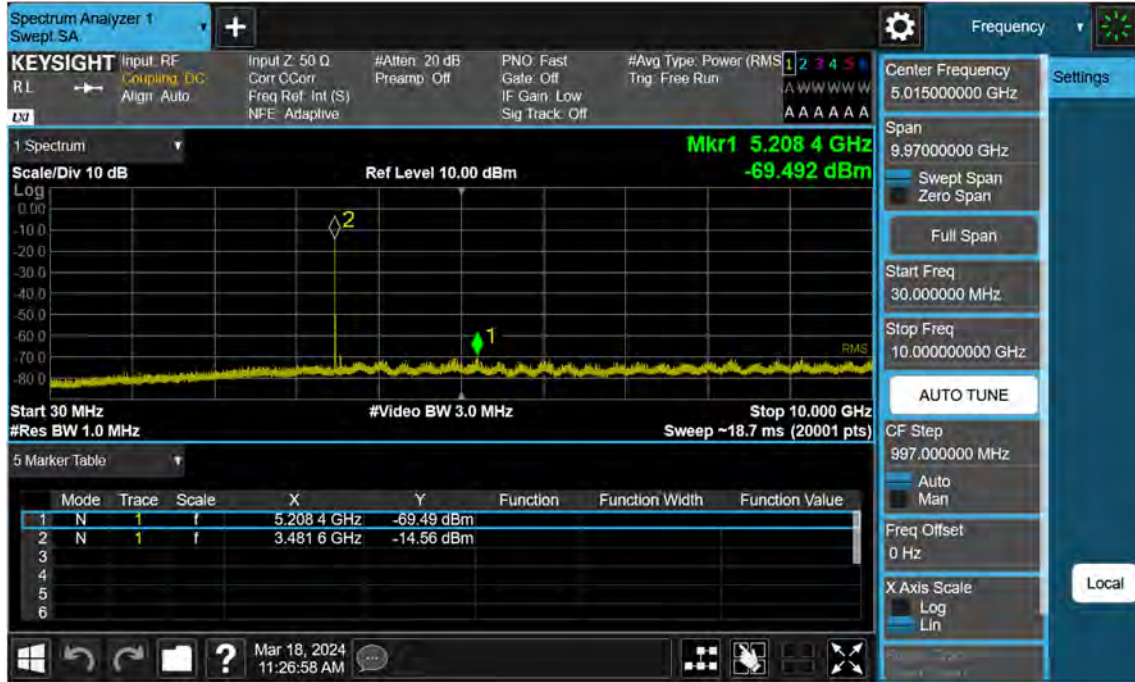 Spectrum Analyzer 1
Swept SA
+
Frequency
KEYSIGHT
RL
LXI
Input: RF
Coupling: DC
Align: Auto
Input Z: 50 Ω
Corr CCorr
Freq Ref: Int (S)
NFE: Adaptive
#Atten: 20 dB
Preamp: Off
PNO: Fast
Gate: Off
IF Gain: Low
Sig Track: Off
#Avg Type: Power (RMS
Trig: Free Run
1 2 3 4 5 6
A W W W W W
A A A A A A
1 Spectrum
Scale/Div 10 dB
Ref Level 10.00 dBm
Mkr1 5.208 4 GHz
-69.492 dBm
Log
0.00
-10.0
-20.0
-30.0
-40.0
-50.0
-60.0
-70.0
-80.0
2
1
RMS
Start 30 MHz
#Video BW 3.0 MHz
Stop 10.000 GHz
#Res BW 1.0 MHz
Sweep ~18.7 ms (20001 pts)
5 Marker Table
Mode Trace Scale X Y Function Function Width Function Value
1 N 1 f 5.208 4 GHz -69.49 dBm
2 N 1 f 3.481 6 GHz -14.56 dBm
3
4
5
6
Mar 18, 2024
11:26:58 AM
?
Center Frequency
5.015000000 GHz
Settings
Span
9.97000000 GHz
Swept Span
Zero Span
Full Span
Start Freq
30.000000 MHz
Stop Freq
10.000000000 GHz
AUTO TUNE
CF Step
997.000000 MHz
Auto
Man
Freq Offset
0 Hz
X Axis Scale
Log
Lin
Local